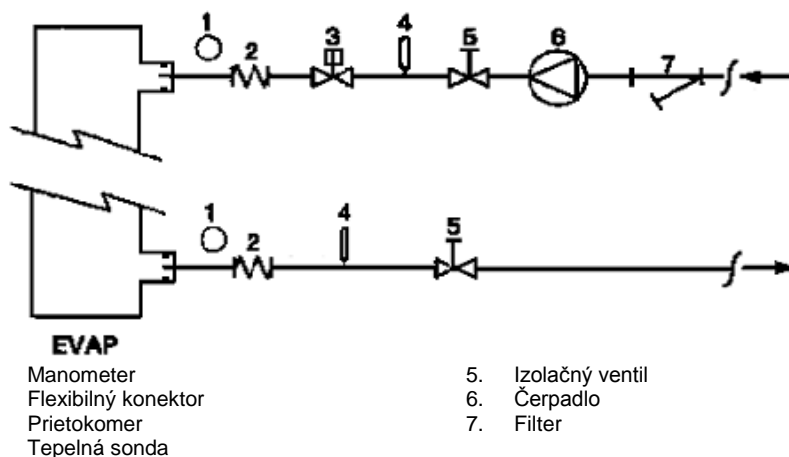 1 2 3 4 5 6 7
1 2 4 5
EVAP
Manometer
Flexibilný konektor
Prietokomer
Tepelná sonda
5. Izolačný ventil
6. Čerpadlo
7. Filter